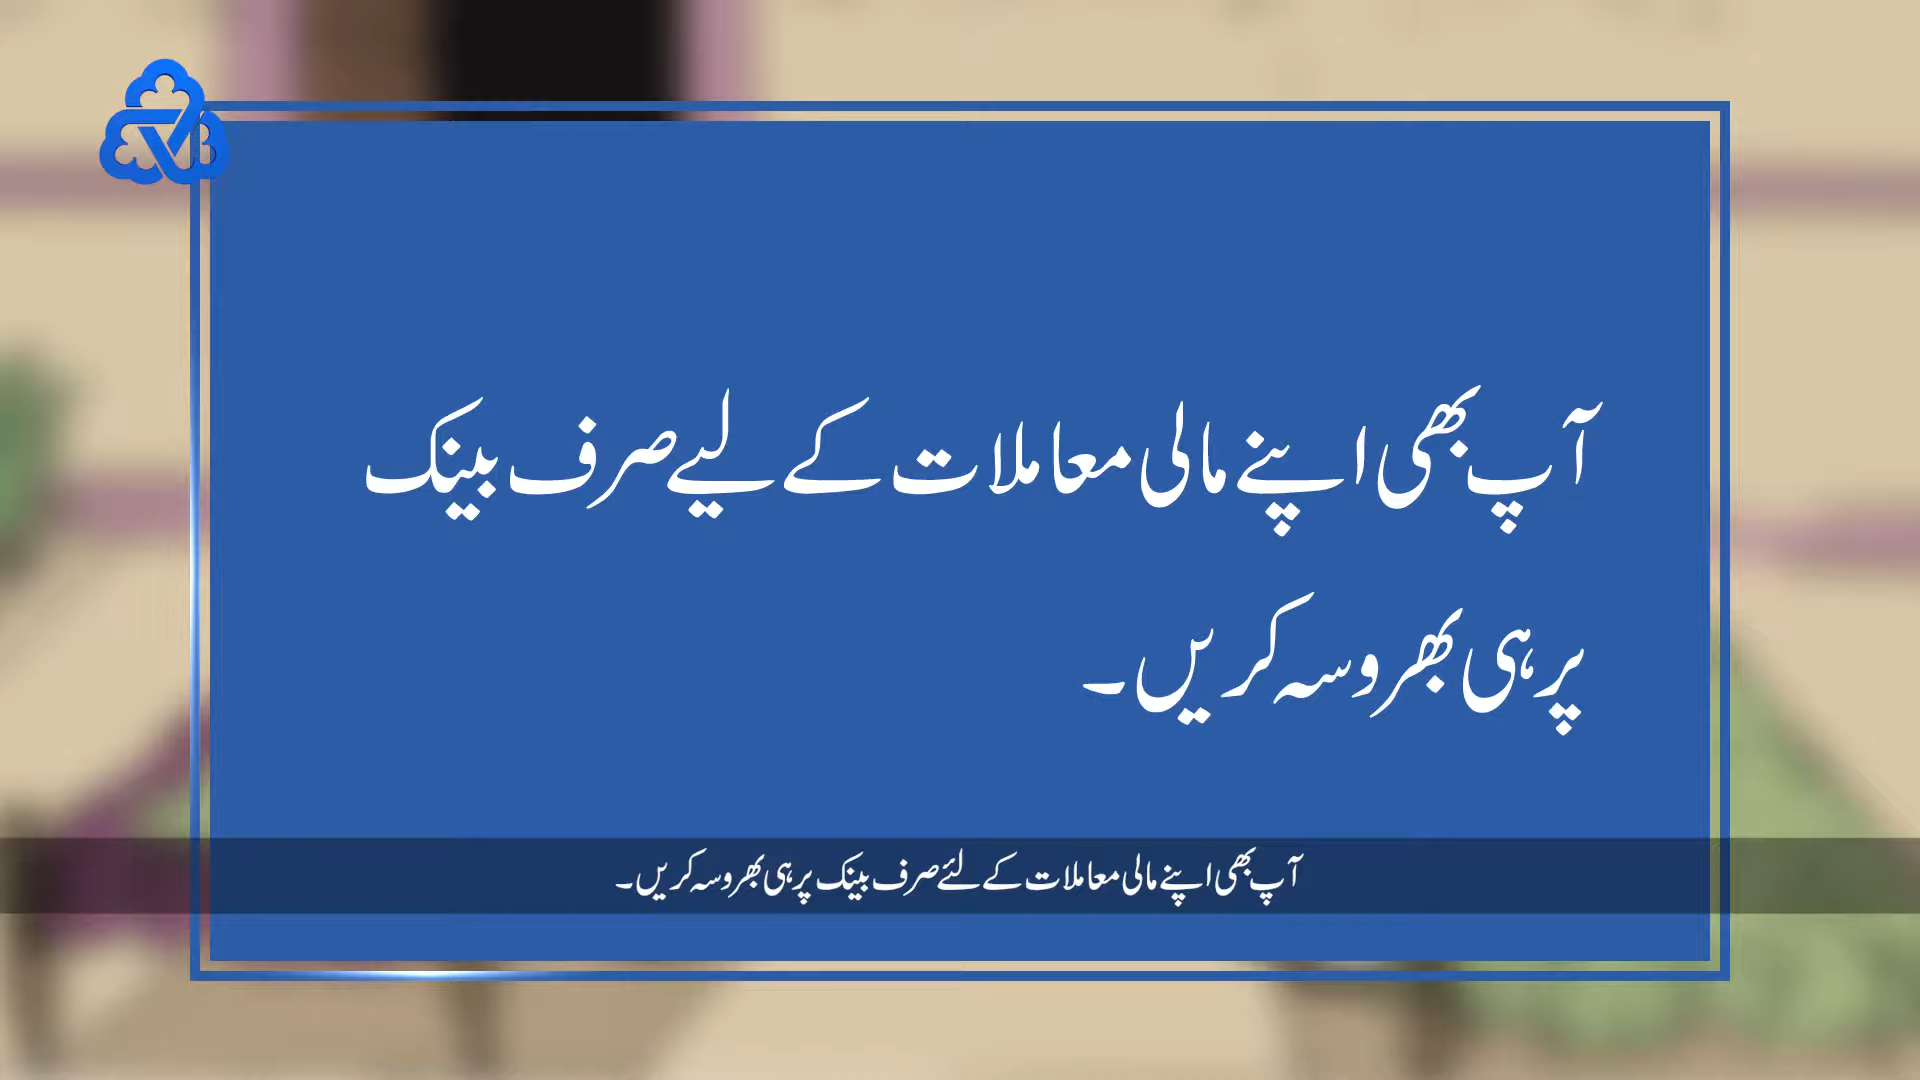 آپ بھی اپنے مالی معاملات کے لیے صرف بینک
پر ہی بھروسہ کریں۔
آپ بھی اپنے مالی معاملات کے لئے صرف بینک پر ہی بھروسہ کریں۔